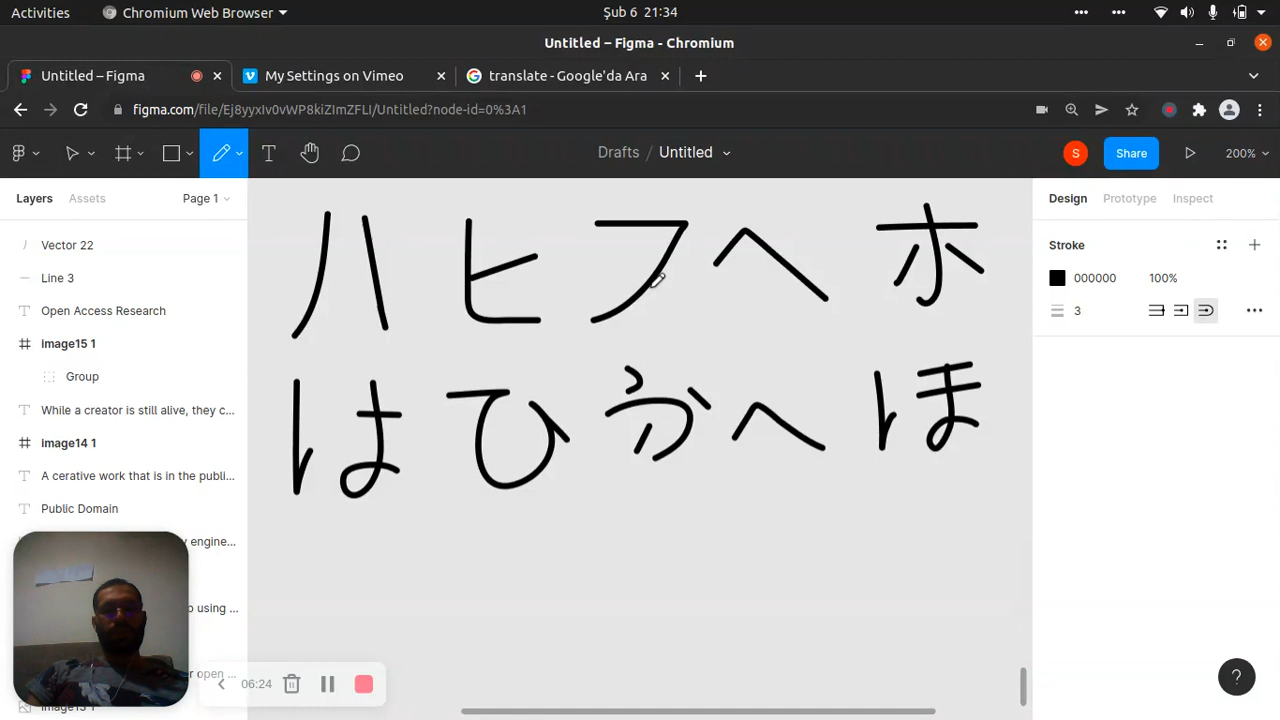 Activities Chromium Web Browser Şub 6 21:34
Untitled – Figma - Chromium
Untitled – Figma My Settings on Vimeo translate - Google'da Ara
figma.com/file/Ej8yyxIv0vWP8kiZImZFLI/Untitled?node-id=0%3A1
Drafts / Untitled S Share 200%
Layers Assets Page 1
Design Prototype Inspect
Vector 22
Line 3
Open Access Research
image15 1
Group
While a creator is still alive, they c...
image14 1
A cerative work that is in the publi...
Public Domain
y engine...
o using ...
r open ...
ハ ヒ フ ヘ ホ
は ひ ふ へ ほ
Stroke
000000 100%
3
06:24
?